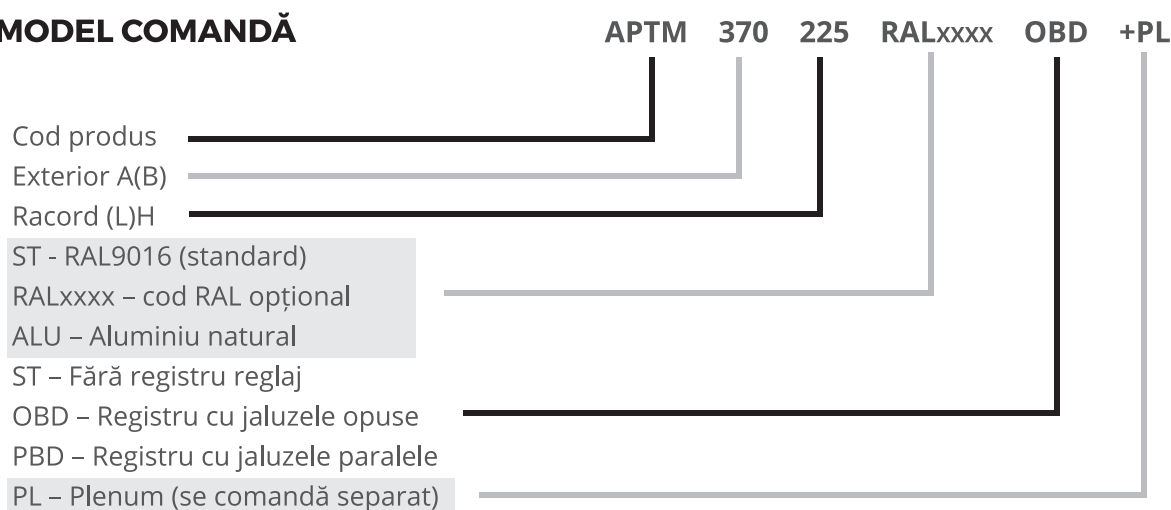 MODEL COMANDĂ APTM 370 225 RALxxxx OBD +PL
Cod produs
Exterior A(B)
Racord (L)H
ST - RAL9016 (standard)
RALxxxx – cod RAL opțional
ALU – Aluminiu natural
ST – Fără registru reglaj
OBD – Registru cu jaluzele opuse
PBD – Registru cu jaluzele paralele
PL – Plenum (se comandă separat)